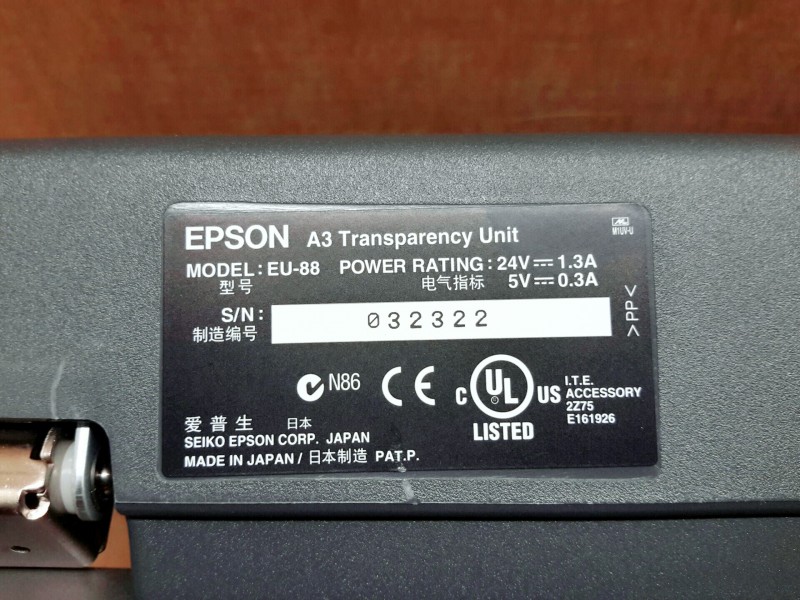 EPSON A3 Transparency Unit
M1UV-U
MODEL : EU-88 POWER RATING : 24V 1.3A
型号 电气指标 5V 0.3A
S/N : 032322
制造编号
>PP<
N86 CE C UL US LISTED
I.T.E.
ACCESSORY
2Z75
E161926
爱普生 日本
SEIKO EPSON CORP. JAPAN
MADE IN JAPAN / 日本制造 PAT.P.